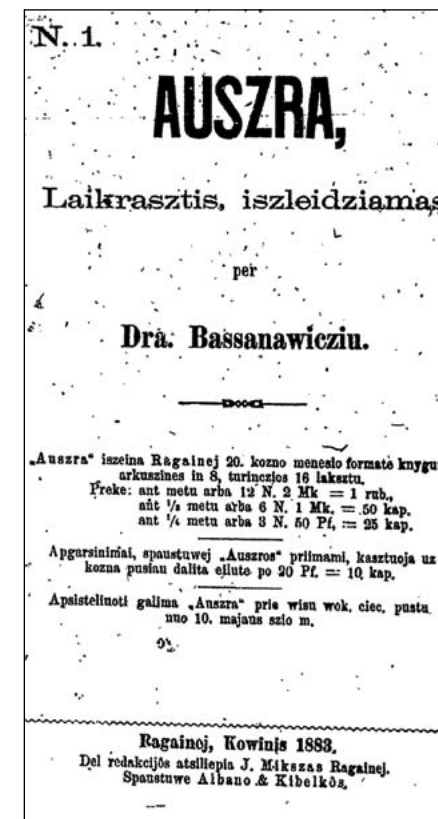 N. 1.
AUSZRA,
Laikrasztis, iszleidziamas
per
Dra. Bassanawicziu.
„Auszra“ iszeina Ragainej 20. kozno menesio formate knygu
arkuszines in 8, turinczios 16 laksztu.
Preke: ant metu arba 12 N. 2 Mk = 1 rub.,
ant ½ metu arba 6 N. 1 Mk. = 50 kap.
ant ¼ metu arba 3 N. 50 Pf. = 25 kap.
Apgarsinimai, spaustuwej „Auszros“ priimami, kasztuoja uz
kozna pusiau dalita eilute po 20 Pf. = 10 kap.
Apsisteliuoti galima „Auszra“ prie wisu wok. ciec. pustu
nuo 10. majaus szio m.
Ragainej, Kowinis 1883.
Del redakcijôs atsiliepia J. Mikszas Ragainej.
Spaustuwe Albano & Kibelkôs.